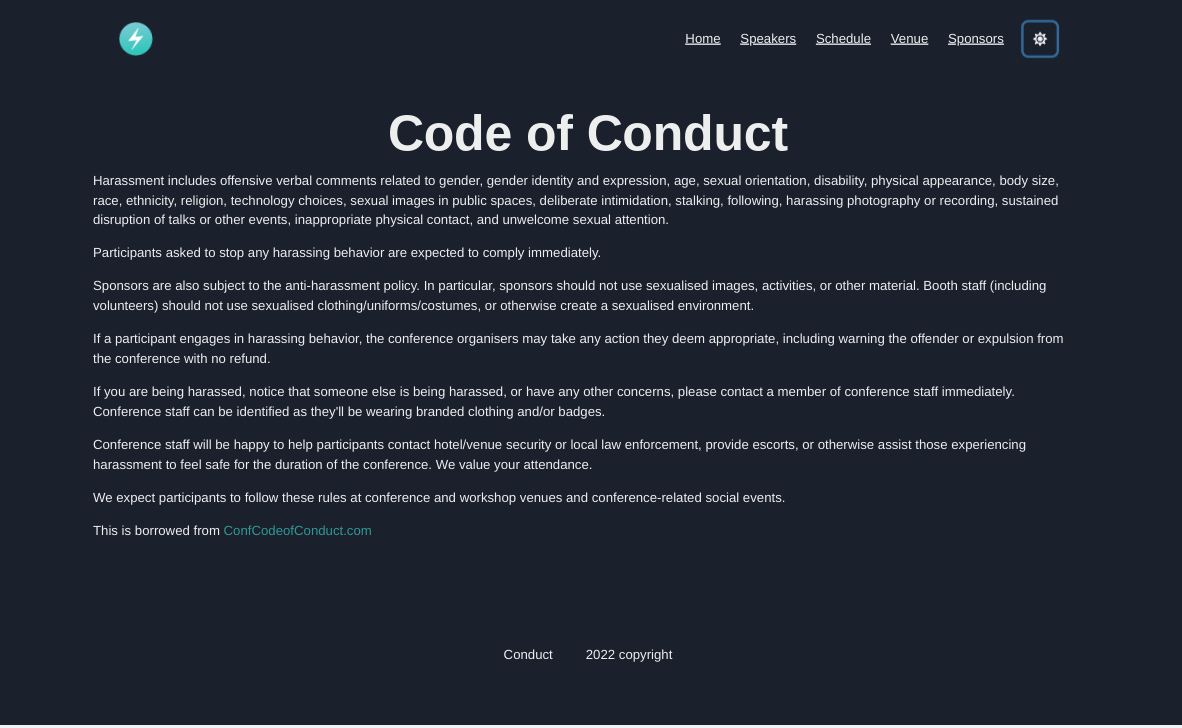 Home Speakers Schedule Venue Sponsors
Code of Conduct
Harassment includes offensive verbal comments related to gender, gender identity and expression, age, sexual orientation, disability, physical appearance, body size,
race, ethnicity, religion, technology choices, sexual images in public spaces, deliberate intimidation, stalking, following, harassing photography or recording, sustained
disruption of talks or other events, inappropriate physical contact, and unwelcome sexual attention.
Participants asked to stop any harassing behavior are expected to comply immediately.
Sponsors are also subject to the anti-harassment policy. In particular, sponsors should not use sexualised images, activities, or other material. Booth staff (including
volunteers) should not use sexualised clothing/uniforms/costumes, or otherwise create a sexualised environment.
If a participant engages in harassing behavior, the conference organisers may take any action they deem appropriate, including warning the offender or expulsion from
the conference with no refund.
If you are being harassed, notice that someone else is being harassed, or have any other concerns, please contact a member of conference staff immediately.
Conference staff can be identified as they'll be wearing branded clothing and/or badges.
Conference staff will be happy to help participants contact hotel/venue security or local law enforcement, provide escorts, or otherwise assist those experiencing
harassment to feel safe for the duration of the conference. We value your attendance.
We expect participants to follow these rules at conference and workshop venues and conference-related social events.
This is borrowed from ConfCodeofConduct.com
Conduct 2022 copyright